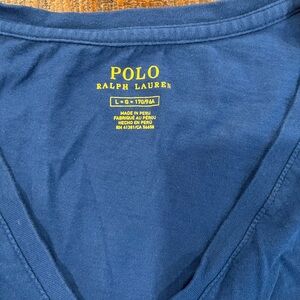 POLO
RALPH LAUREN
L • G • 170/96A
MADE IN PERU
FABRIQUÉ AU PÉROU
HECHO EN PERÚ
RN 41381/CA 56658